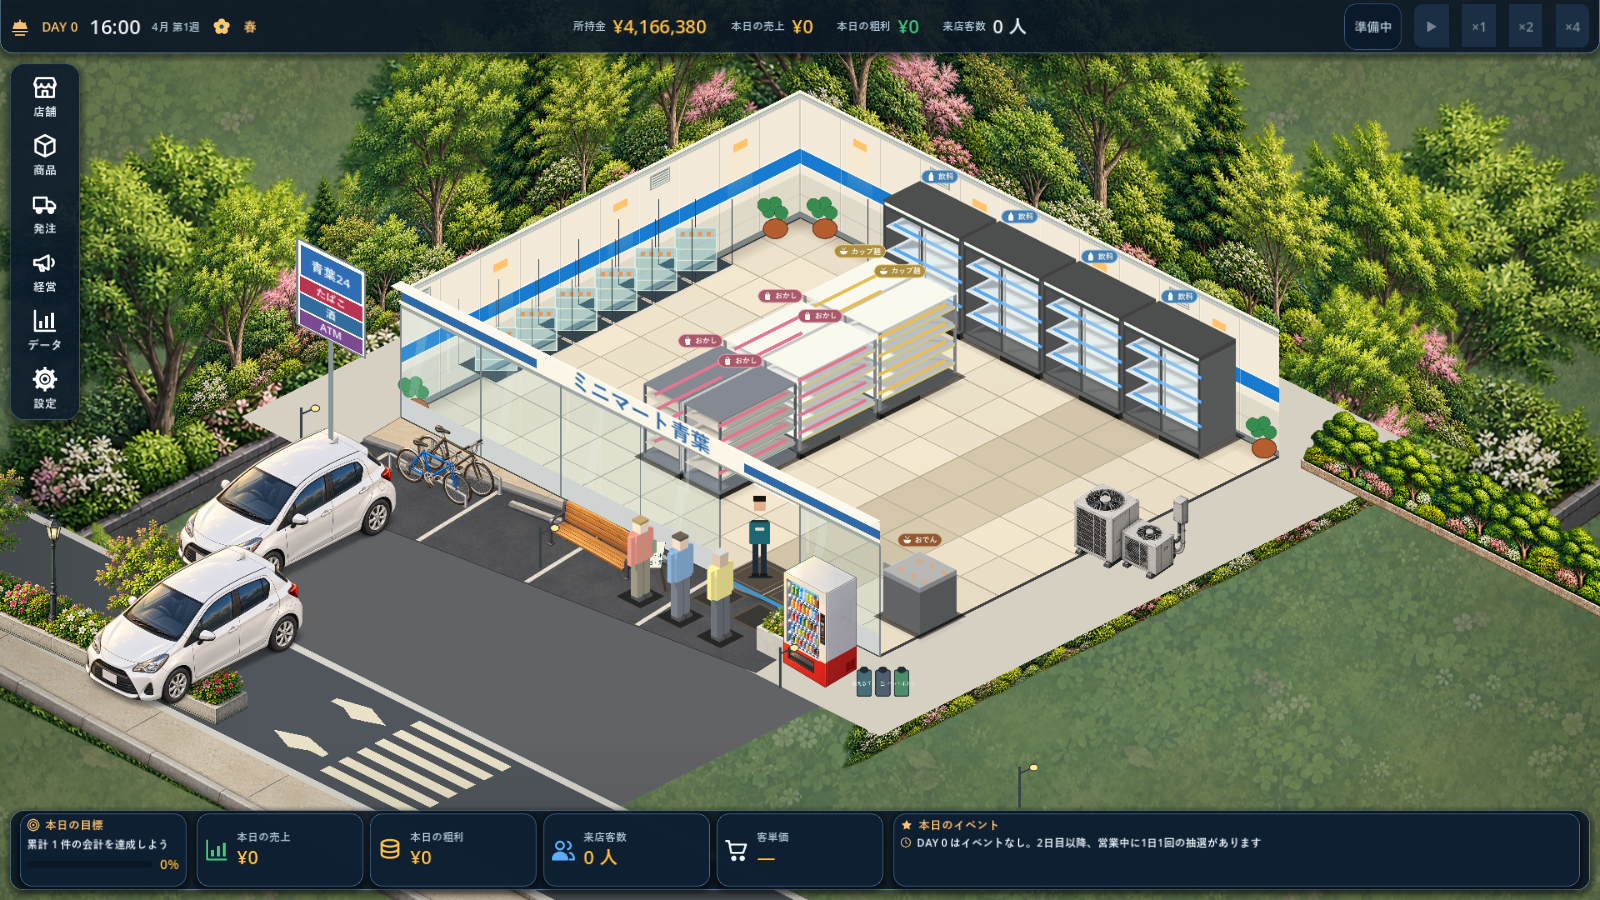 DAY 0 16:00 4月 第1週 春
所持金 ¥4,166,380 本日の売上 ¥0 本日の粗利 ¥0 来店客数 0 人
準備中 ×1 ×2 ×4
店舗
商品
発注
経営
データ
設定
飲料
飲料
飲料
飲料
カップ麺
カップ麺
おかし
おかし
おかし
おかし
青葉24
たばこ
酒
ATM
ミニマート青葉
おでん
本日の目標
累計 1 件の会計を達成しよう
0%
本日の売上
¥0
本日の粗利
¥0
来店客数
0 人
客単価
—
本日のイベント
DAY 0 はイベントなし。2日目以降、営業中に1日1回の抽選があります